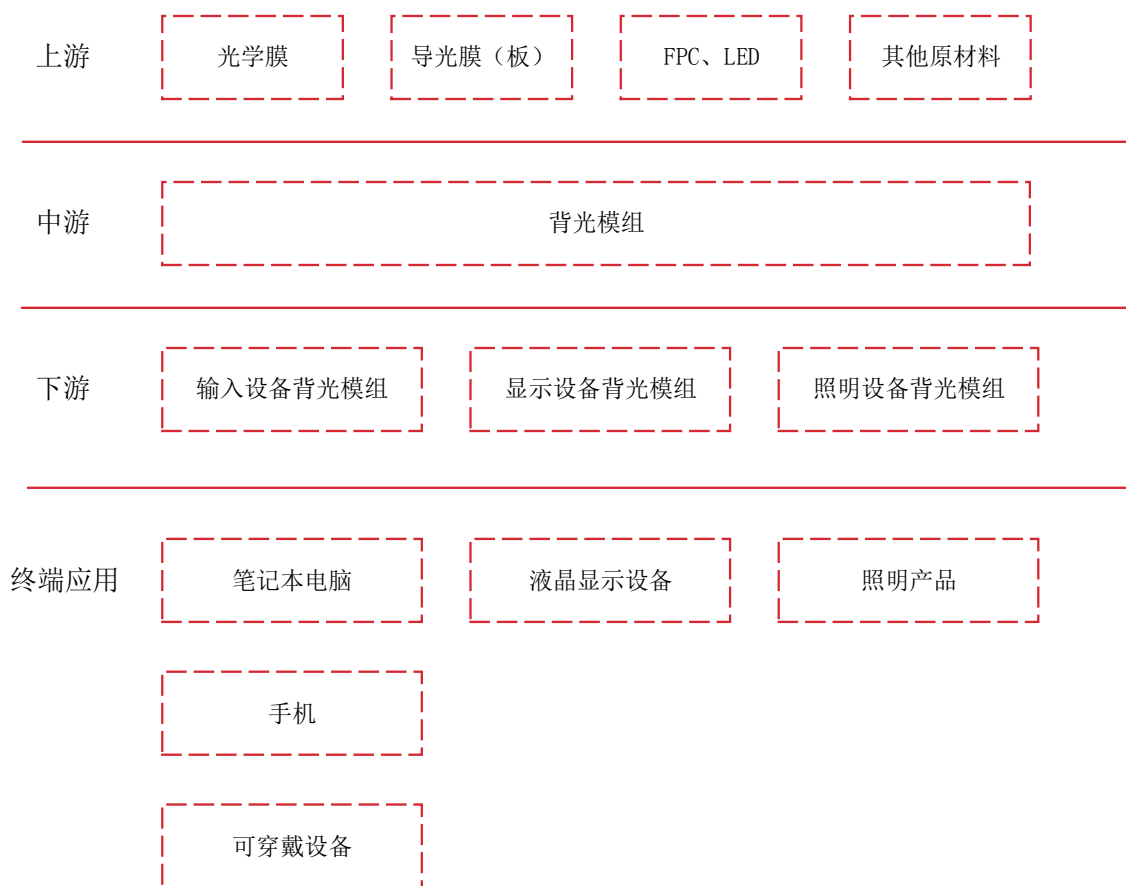 上游
光学膜
导光膜（板）
FPC、LED
其他原材料
中游
背光模组
下游
输入设备背光模组
显示设备背光模组
照明设备背光模组
终端应用
笔记本电脑
液晶显示设备
照明产品
手机
可穿戴设备